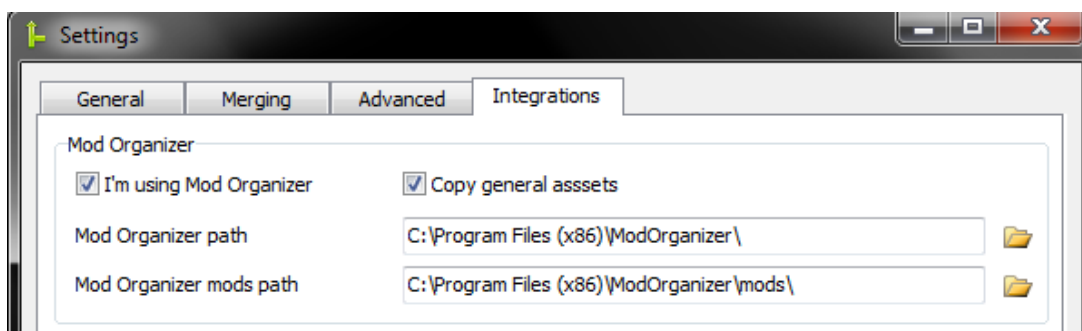 Settings
General Merging Advanced Integrations
Mod Organizer
I'm using Mod Organizer Copy general asssets
Mod Organizer path C:\Program Files (x86)\ModOrganizer\
Mod Organizer mods path C:\Program Files (x86)\ModOrganizer\mods\